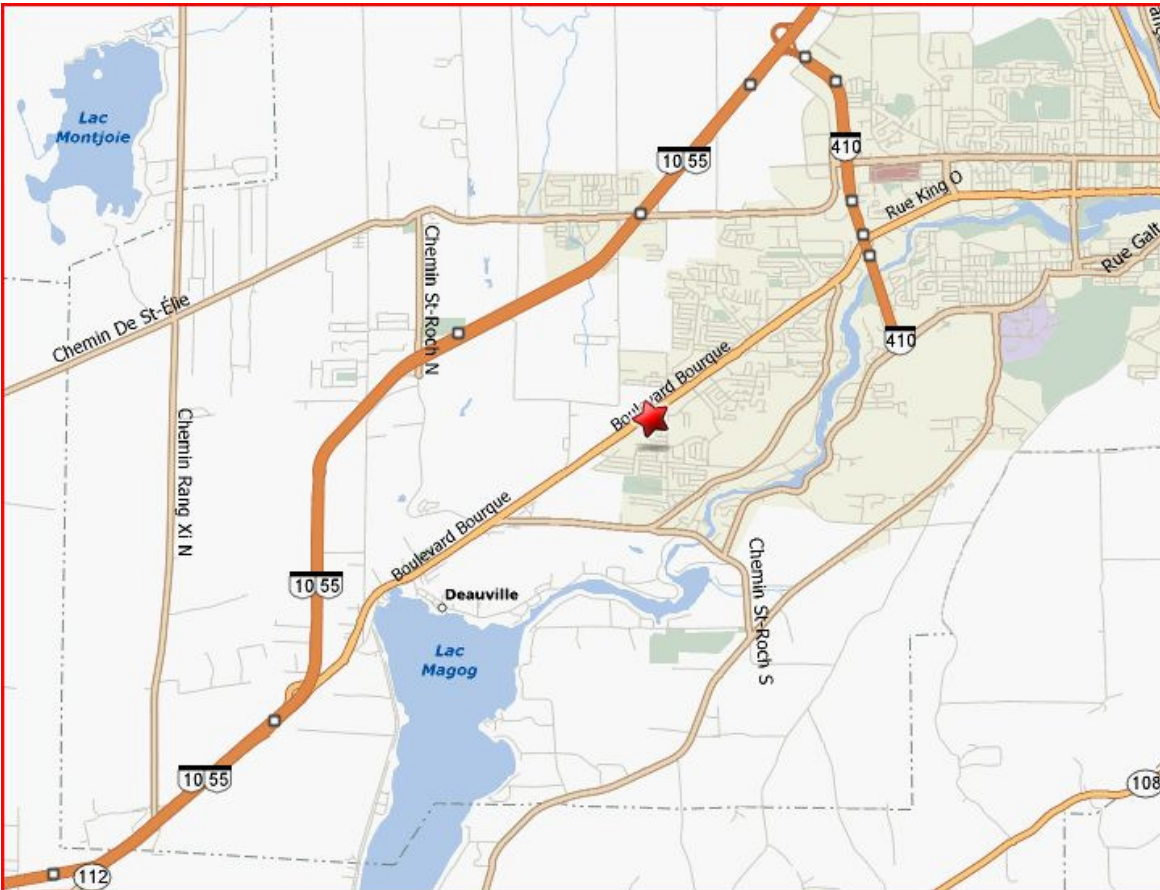 Lac
Montjoie
10 55
410
Rue King O
Rue Galt
Chemin St-Roch N
Chemin De St-Élie
410
Boulevard Bourque
Chemin Rang Xi N
Boulevard Bourque
Chemin St-Roch S
10 55
Deauville
Lac
Magog
10 55
108
112